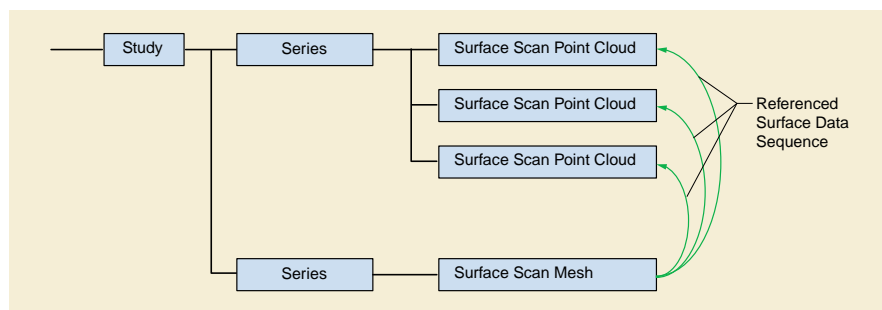 Study
Series
Surface Scan Point Cloud
Surface Scan Point Cloud
Surface Scan Point Cloud
Referenced
Surface Data
Sequence
Series
Surface Scan Mesh